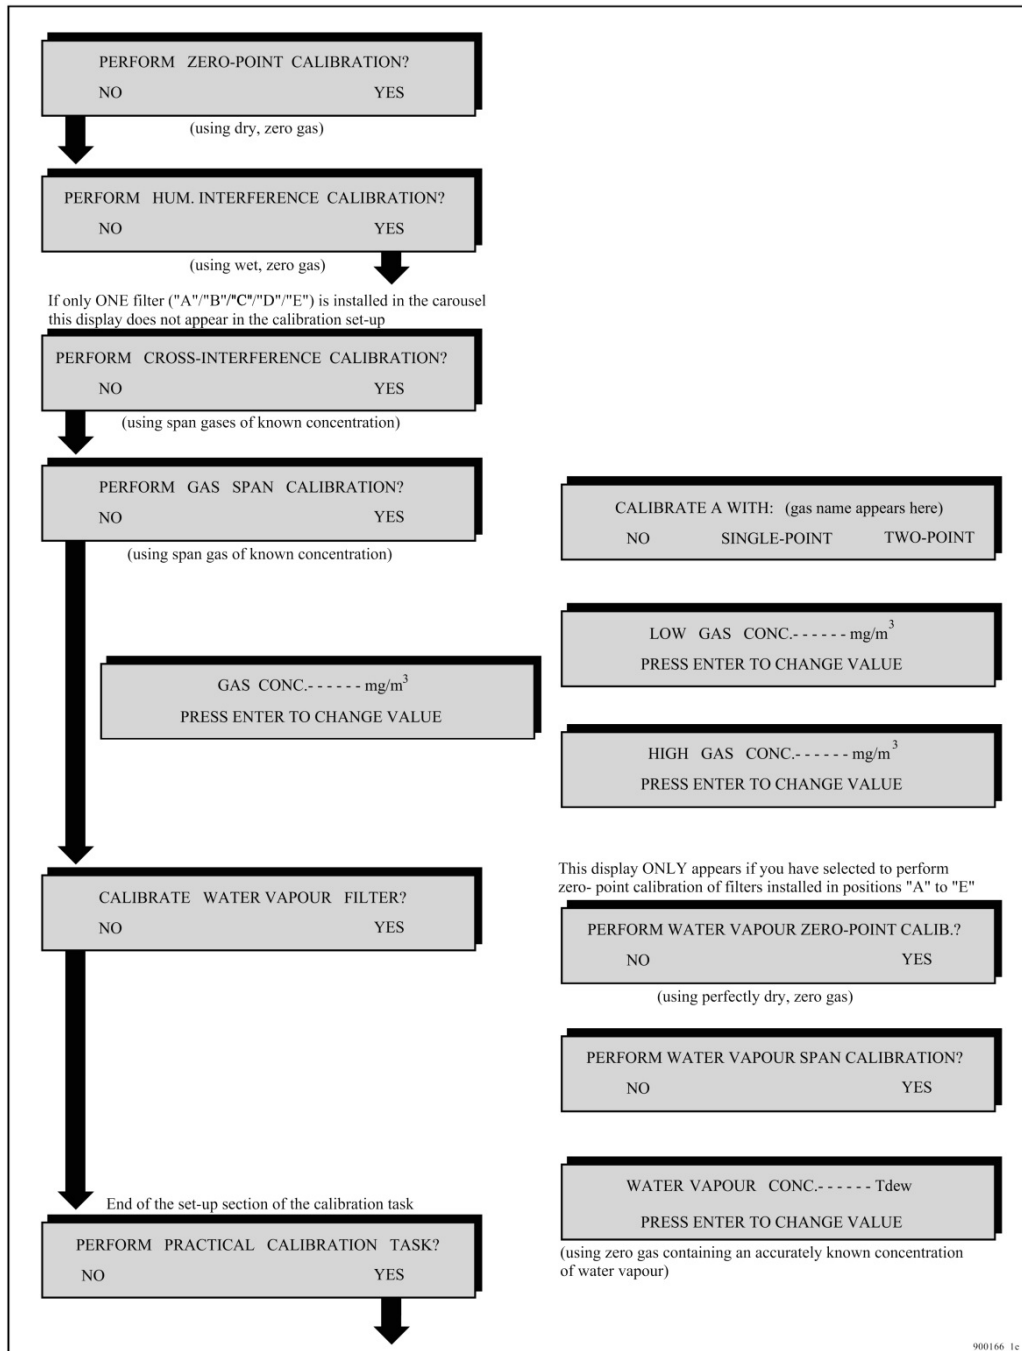 PERFORM ZERO-POINT CALIBRATION?
NO YES
(using dry, zero gas)
PERFORM HUM. INTERFERENCE CALIBRATION?
NO YES
(using wet, zero gas)
If only ONE filter ("A"/"B"/"C"/"D"/"E") is installed in the carousel
this display does not appear in the calibration set-up
PERFORM CROSS-INTERFERENCE CALIBRATION?
NO YES
(using span gases of known concentration)
PERFORM GAS SPAN CALIBRATION?
NO YES
(using span gas of known concentration)
CALIBRATE A WITH: (gas name appears here)
NO SINGLE-POINT TWO-POINT
LOW GAS CONC.- - - - - - mg/m³
PRESS ENTER TO CHANGE VALUE
GAS CONC.- - - - - - mg/m³
PRESS ENTER TO CHANGE VALUE
HIGH GAS CONC.- - - - - - mg/m³
PRESS ENTER TO CHANGE VALUE
CALIBRATE WATER VAPOUR FILTER?
NO YES
This display ONLY appears if you have selected to perform
zero- point calibration of filters installed in positions "A" to "E"
PERFORM WATER VAPOUR ZERO-POINT CALIB.?
NO YES
(using perfectly dry, zero gas)
PERFORM WATER VAPOUR SPAN CALIBRATION?
NO YES
WATER VAPOUR CONC.- - - - - - Tdew
PRESS ENTER TO CHANGE VALUE
(using zero gas containing an accurately known concentration
of water vapour)
End of the set-up section of the calibration task
PERFORM PRACTICAL CALIBRATION TASK?
NO YES
900166 1c